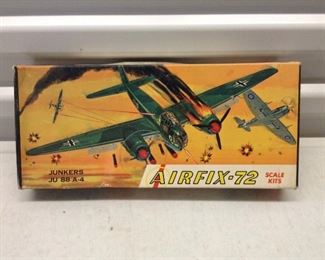 JUNKERS
JU 88 A-4
AIRFIX-72
SCALE
KITS